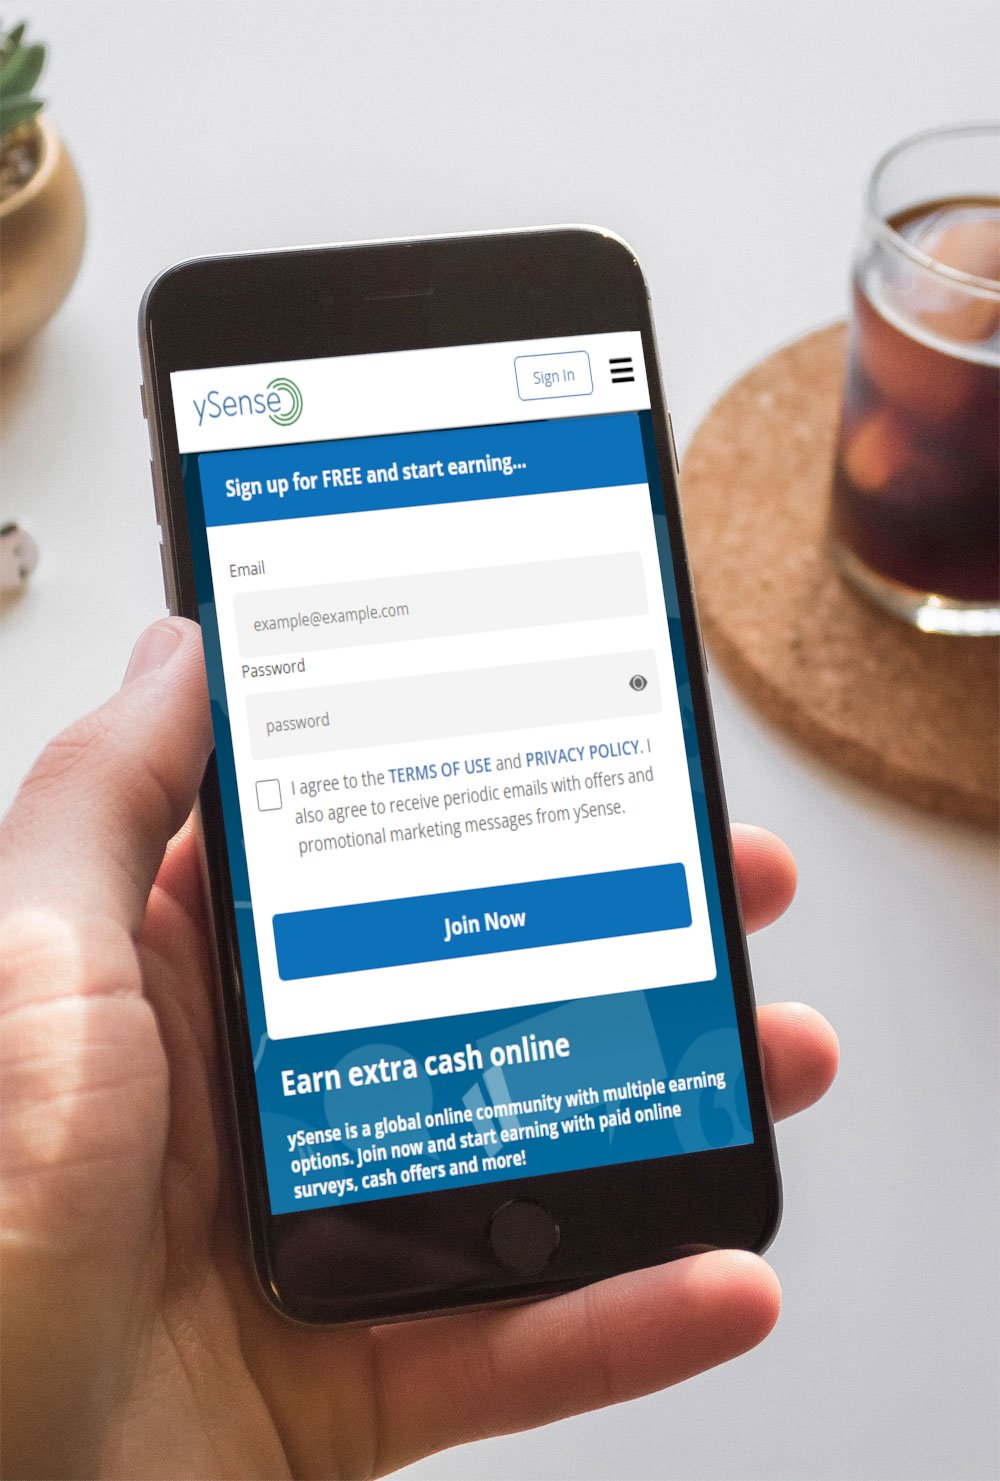 ySense
Sign In
Sign up for FREE and start earning...
Email
example@example.com
Password
password
I agree to the TERMS OF USE and PRIVACY POLICY. I
also agree to receive periodic emails with offers and
promotional marketing messages from ySense.
Join Now
Earn extra cash online
ySense is a global online community with multiple earning
options. Join now and start earning with paid online
surveys, cash offers and more!